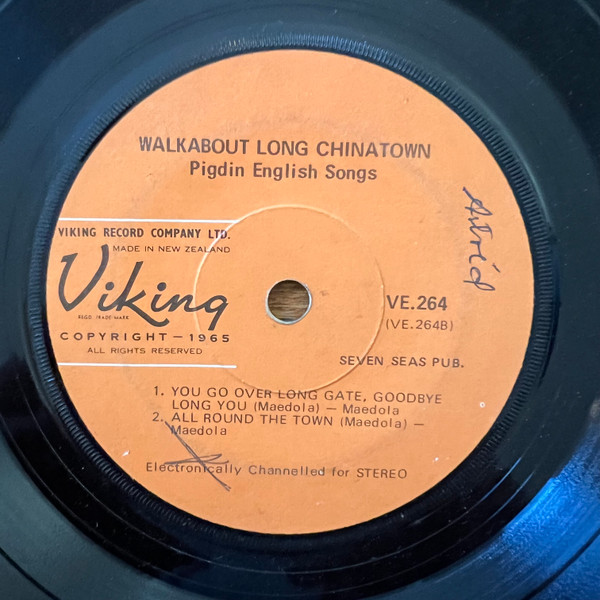 WALKABOUT LONG CHINATOWN
Pigdin English Songs
Astrid
VIKING RECORD COMPANY LTD.
MADE IN NEW ZEALAND
Viking
REGD. TRADE MARK
COPYRIGHT — 1965
ALL RIGHTS RESERVED
VE.264
(VE.264B)
SEVEN SEAS PUB.
1. YOU GO OVER LONG GATE, GOODBYE
LONG YOU (Maedola) — Maedola
2. ALL ROUND THE TOWN (Maedola) —
Maedola
Electronically Channelled for STEREO